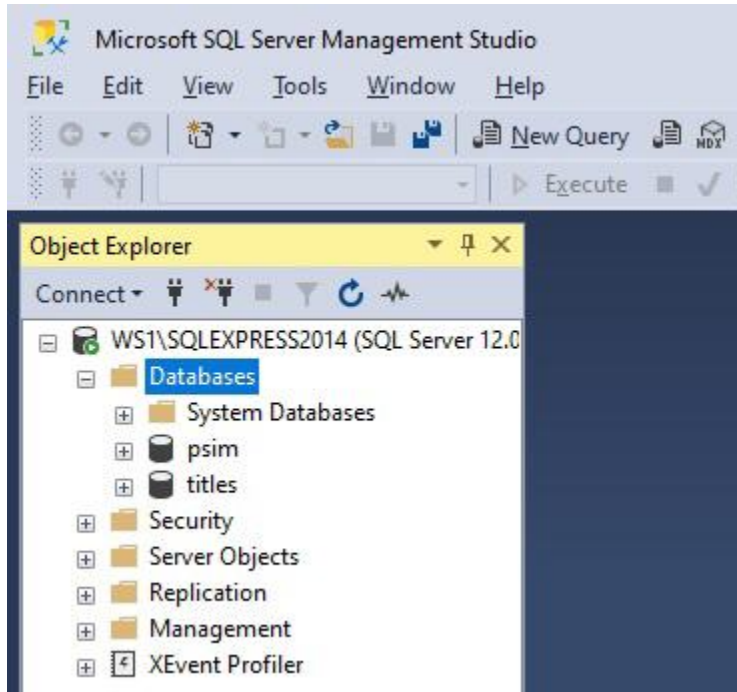 Microsoft SQL Server Management Studio
File Edit View Tools Window Help
New Query MDX
Execute
Object Explorer
Connect
WS1\SQLEXPRESS2014 (SQL Server 12.0
Databases
System Databases
psim
titles
Security
Server Objects
Replication
Management
XEvent Profiler